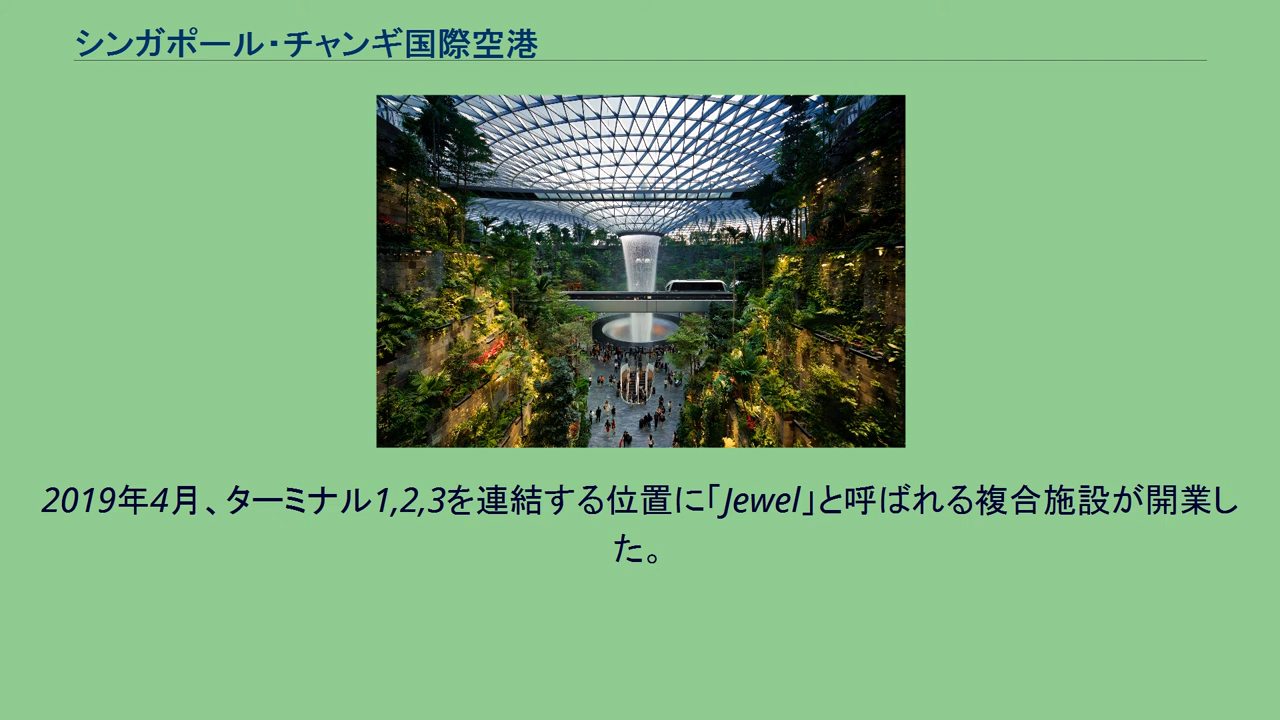 シンガポール・チャンギ国際空港
2019年4月、ターミナル1,2,3を連結する位置に「Jewel」と呼ばれる複合施設が開業し
た。